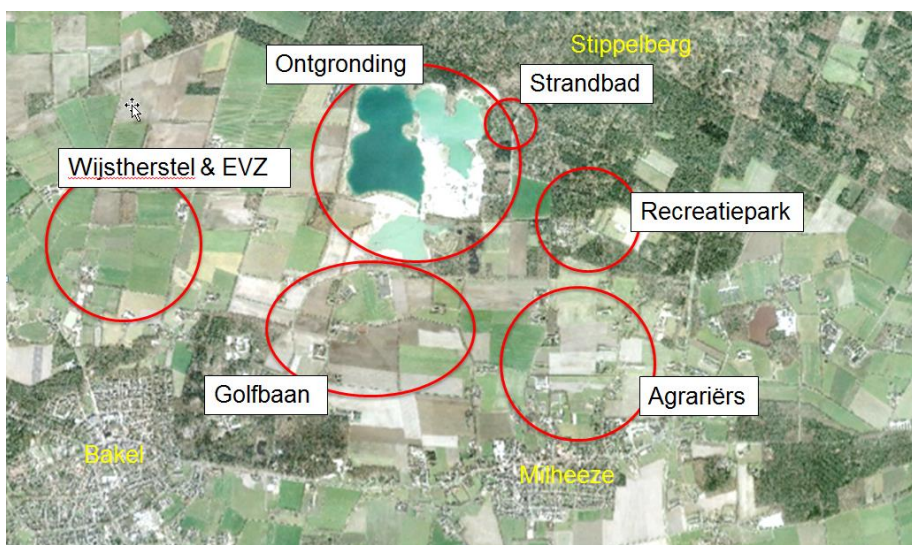 Stippelberg
Ontgronding
Strandbad
Wijstherstel & EVZ
Recreatiepark
Golfbaan
Agrariërs
Bakel
Milheeze